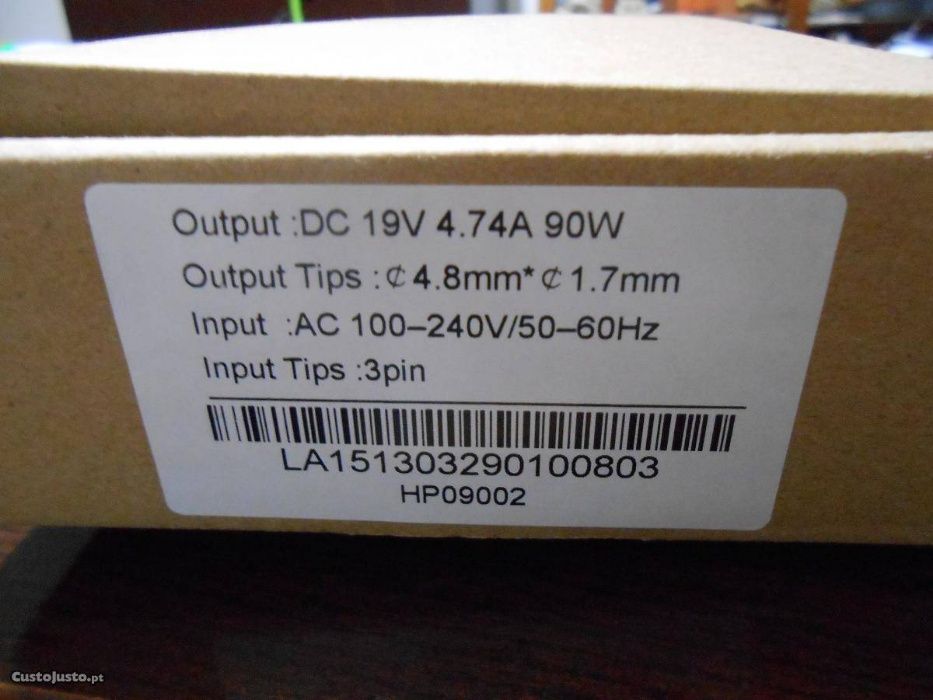 Output :DC 19V 4.74A 90W
Output Tips :¢ 4.8mm* ¢ 1.7mm
Input :AC 100–240V/50–60Hz
Input Tips :3pin
LA151303290100803
HP09002
CustoJusto.pt